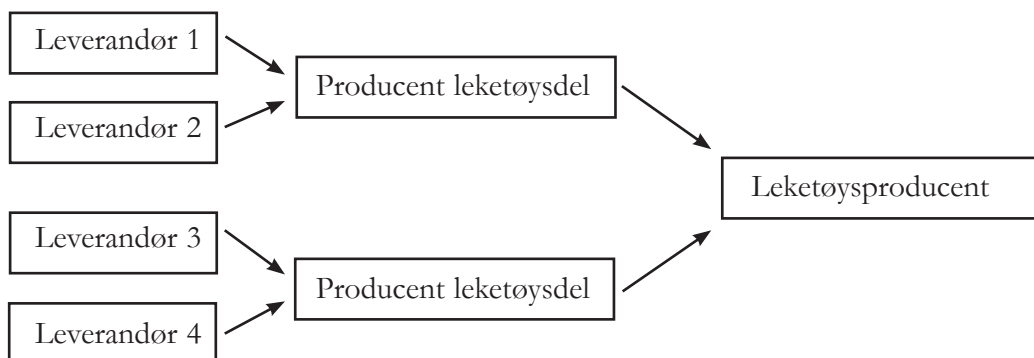 Leverandør 1
Leverandør 2
Producent leketøysdel
Leverandør 3
Leverandør 4
Producent leketøysdel
Leketøysproducent